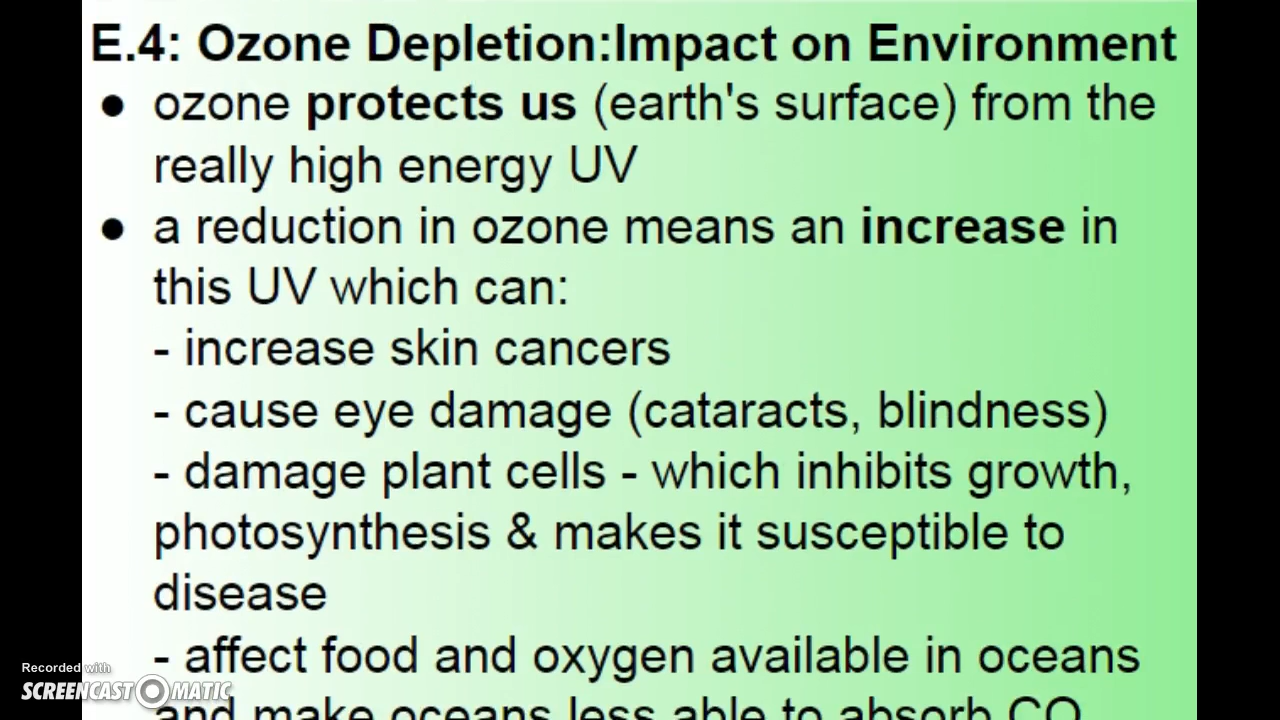 E.4: Ozone Depletion:Impact on Environment
● ozone protects us (earth's surface) from the
really high energy UV
● a reduction in ozone means an increase in
this UV which can:
- increase skin cancers
- cause eye damage (cataracts, blindness)
- damage plant cells - which inhibits growth,
photosynthesis & makes it susceptible to
disease
- affect food and oxygen available in oceans
and make oceans less able to absorb CO
Recorded with
SCREENCAST-O-MATIC